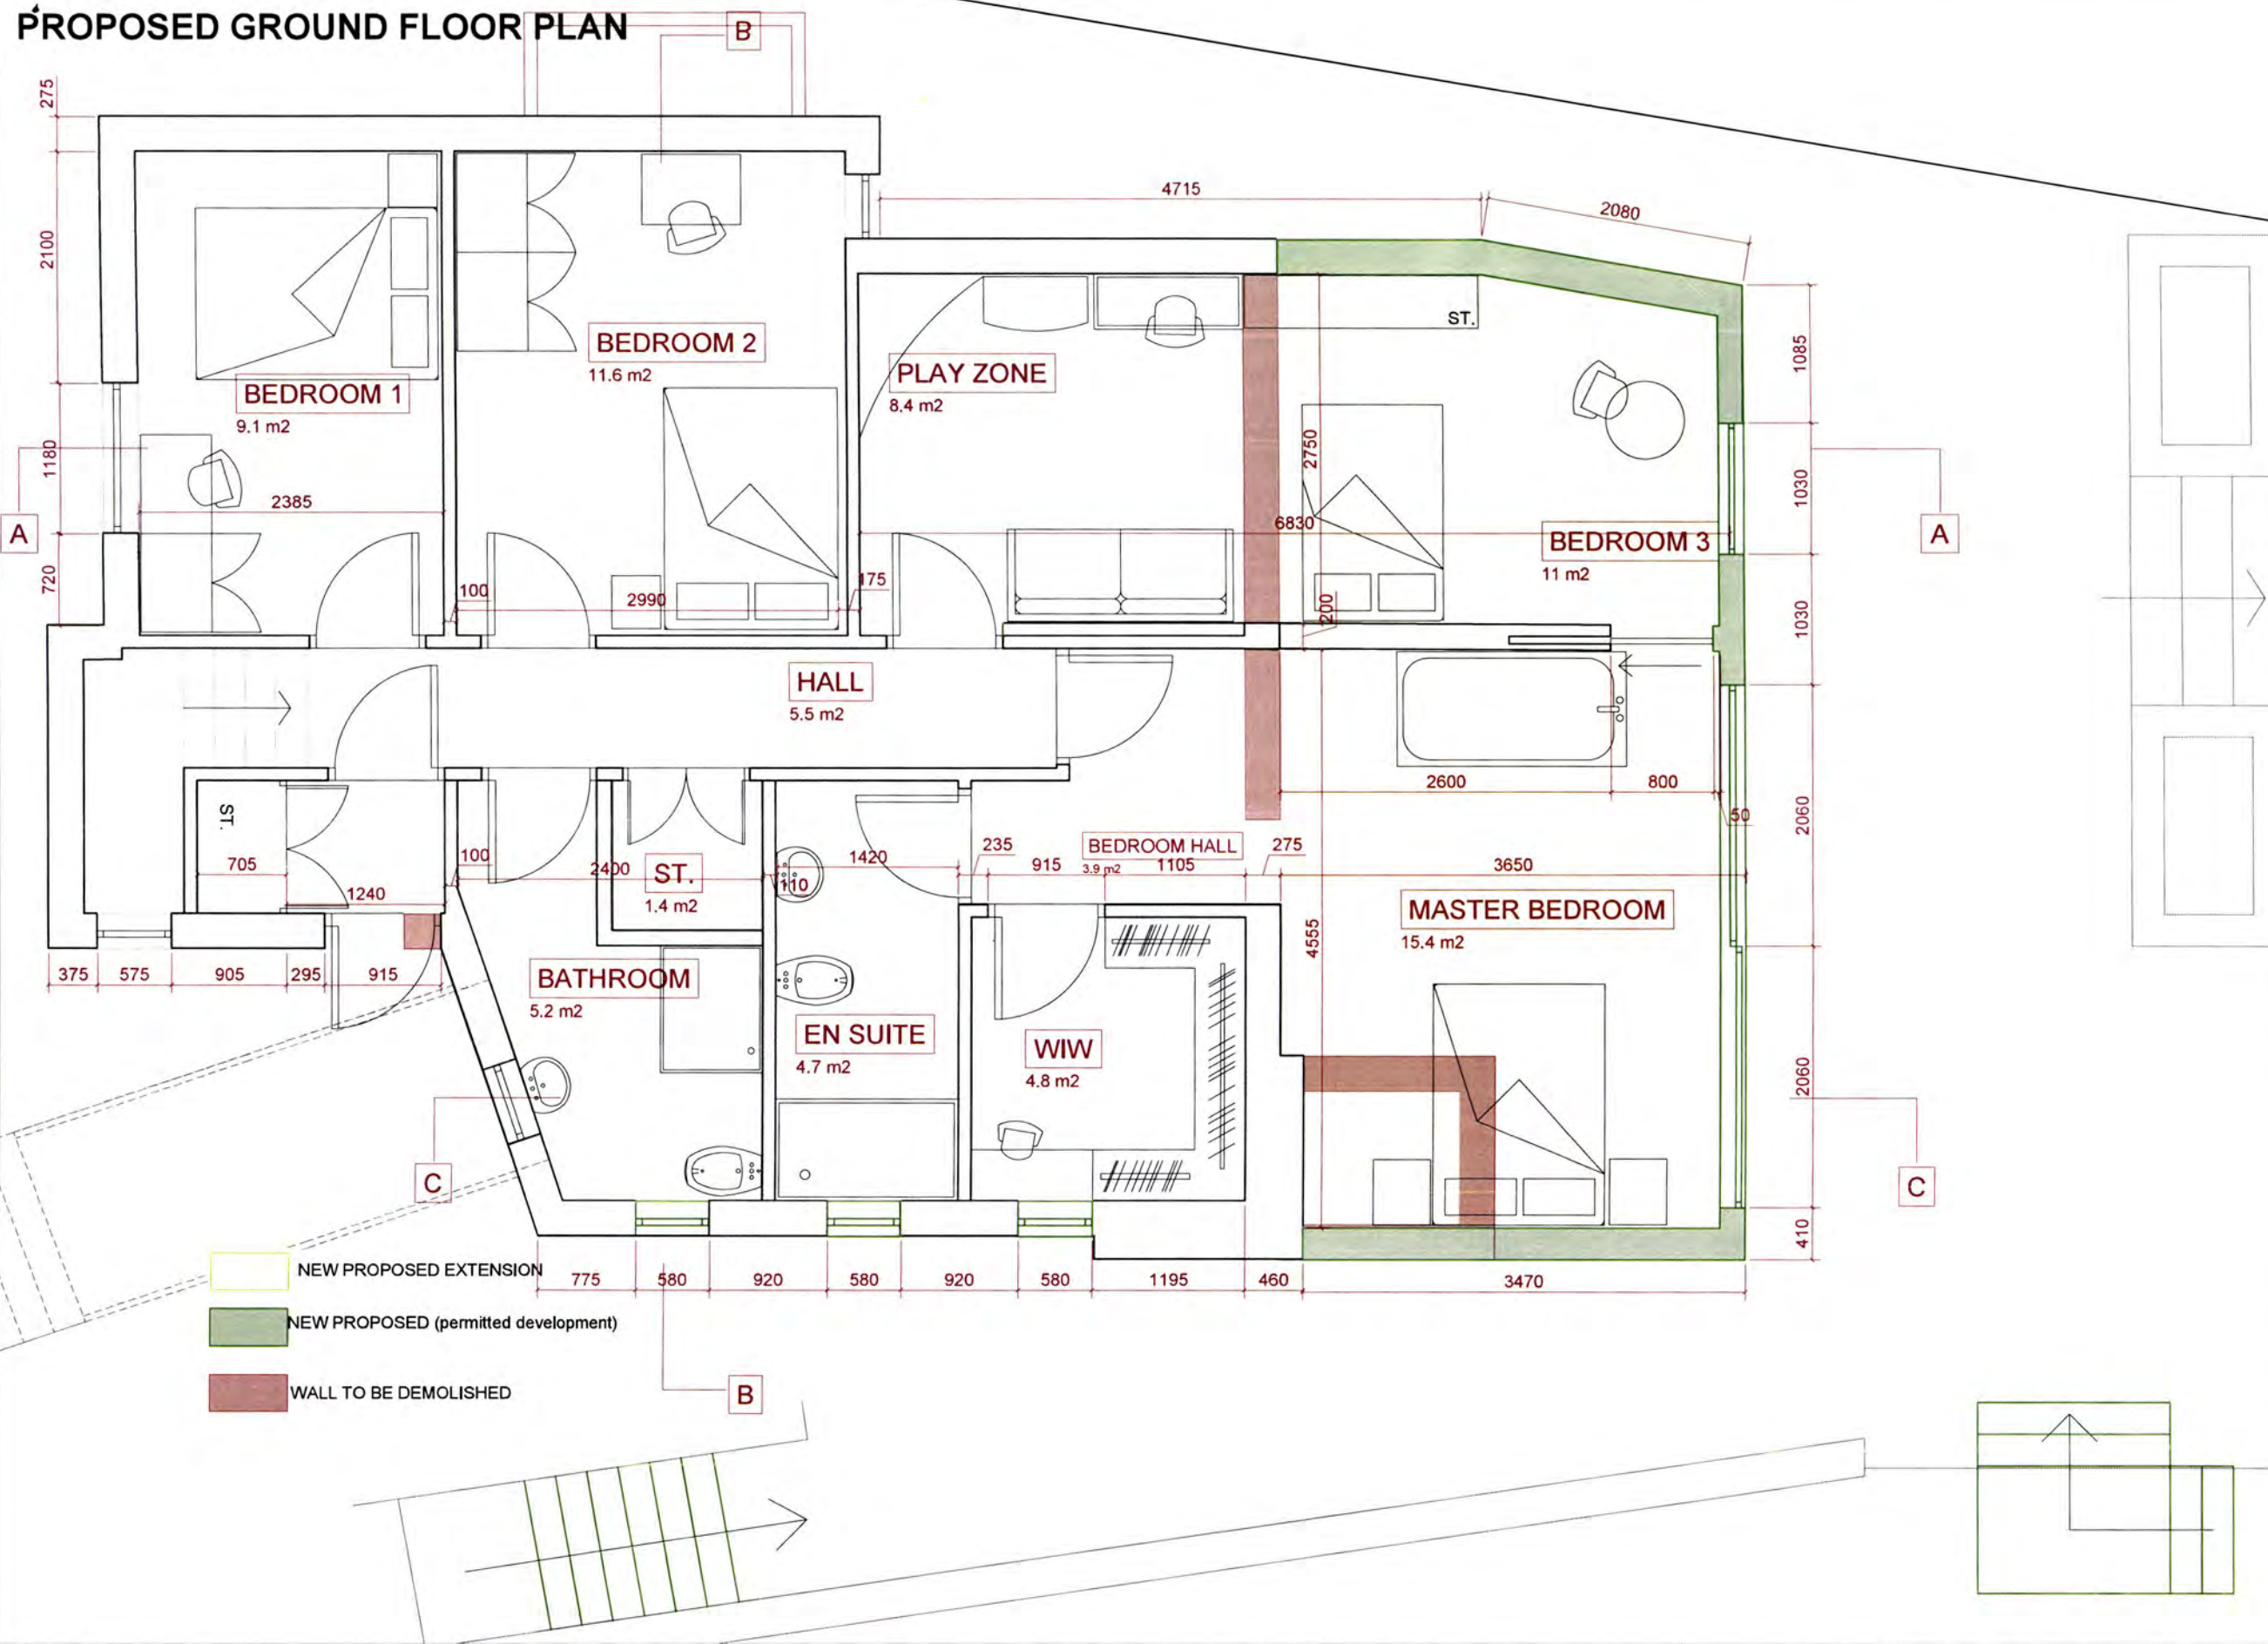 PROPOSED GROUND FLOOR PLAN
B
275
4715
2080
2100
BEDROOM 2
11.6 m2
ST.
PLAY ZONE
8.4 m2
1085
BEDROOM 1
9.1 m2
1180
2750
1030
A
2385
6830
BEDROOM 3
11 m2
A
720
100
2990
175
200
1030
HALL
5.5 m2
2600
800
50
2060
ST.
705
100
2400
ST.
1.4 m2
110
1420
235
BEDROOM HALL
3.9 m2
915
1105
275
3650
1240
MASTER BEDROOM
15.4 m2
4555
375
575
905
295
915
BATHROOM
5.2 m2
EN SUITE
4.7 m2
WIW
4.8 m2
2060
C
C
410
NEW PROPOSED EXTENSION
775
580
920
580
920
580
1195
460
3470
NEW PROPOSED (permitted development)
WALL TO BE DEMOLISHED
B